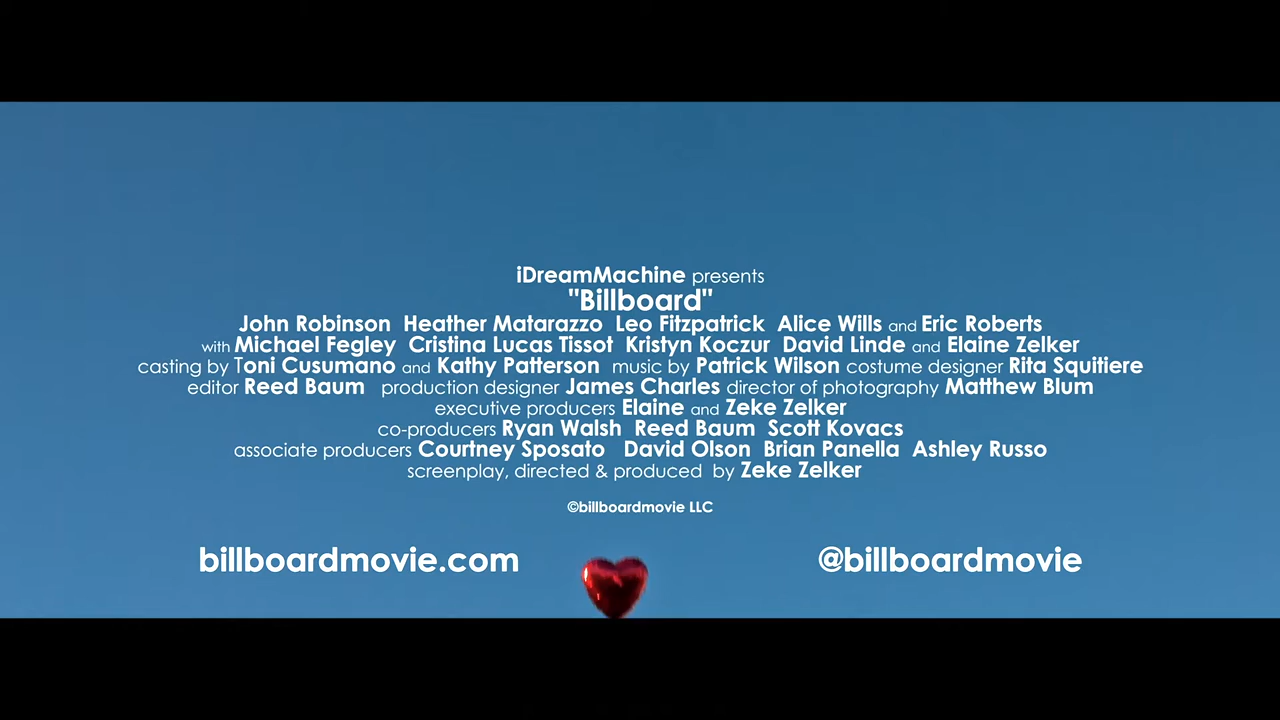 iDreamMachine presents
"Billboard"
John Robinson Heather Matarazzo Leo Fitzpatrick Alice Wills and Eric Roberts
with Michael Fegley Cristina Lucas Tissot Kristyn Koczur David Linde and Elaine Zelker
casting by Toni Cusumano and Kathy Patterson music by Patrick Wilson costume designer Rita Squitiere
editor Reed Baum production designer James Charles director of photography Matthew Blum
executive producers Elaine and Zeke Zelker
co-producers Ryan Walsh Reed Baum Scott Kovacs
associate producers Courtney Sposato David Olson Brian Panella Ashley Russo
screenplay, directed & produced by Zeke Zelker
©billboardmovie LLC
billboardmovie.com @billboardmovie